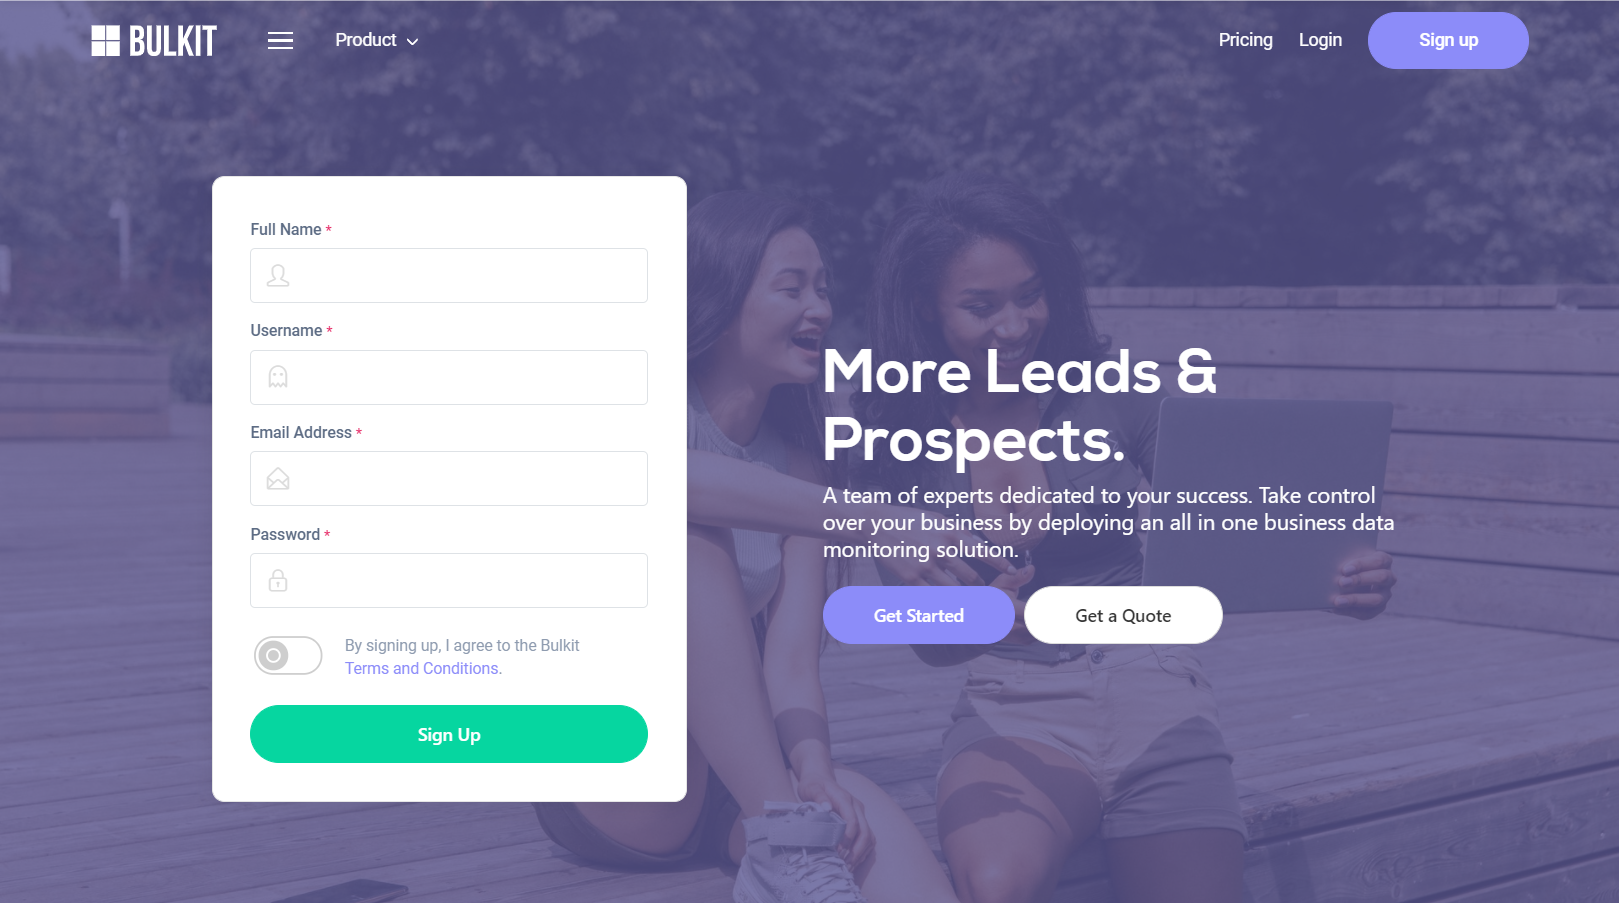 BULKIT
Product
Pricing
Login
Sign up
Full Name *
Username *
Email Address *
Password *
By signing up, I agree to the Bulkit
Terms and Conditions.
Sign Up
More Leads &
Prospects.
A team of experts dedicated to your success. Take control
over your business by deploying an all in one business data
monitoring solution.
Get Started
Get a Quote